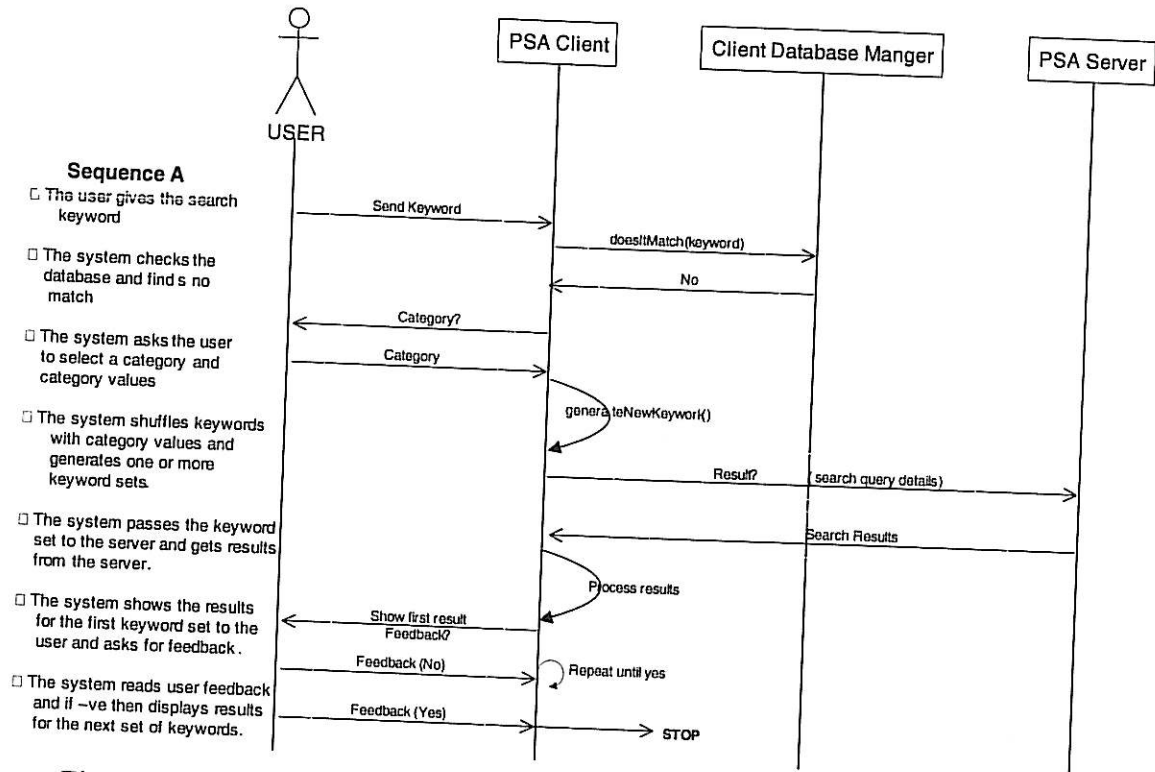 PSA Client
Client Database Manger
PSA Server
USER
Sequence A
The user gives the search
keyword
The system checks the
database and finds no
match
The system asks the user
to select a category and
category values
The system shuffles keywords
with category values and
generates one or more
keyword sets.
The system passes the keyword
set to the server and gets results
from the server.
The system shows the results
for the first keyword set to the
user and asks for feedback.
The system reads user feedback
and if –ve then displays results
for the next set of keywords.
Send Keyword
doesItMatch(keyword)
No
Category?
Category
generateNewKeywork()
Result? (search query details)
Search Results
Process results
Show first result
Feedback?
Feedback (No)
Repeat until yes
Feedback (Yes)
STOP